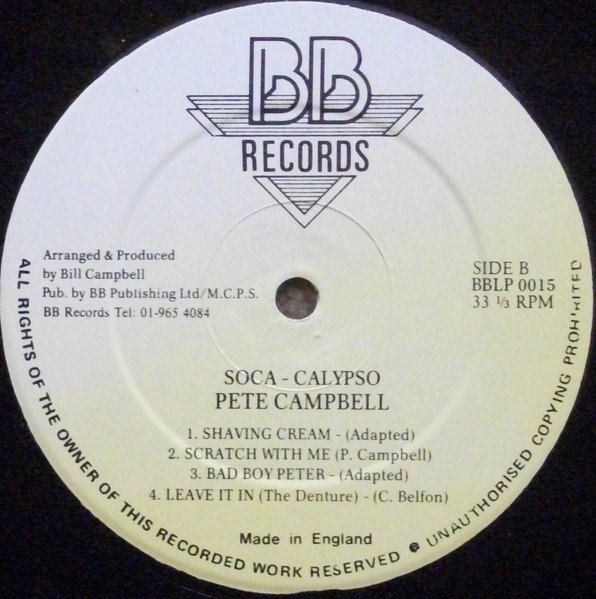 BB
RECORDS
Arranged & Produced
by Bill Campbell
Pub. by BB Publishing Ltd/M.C.P.S.
BB Records Tel: 01-965 4084
SIDE B
BBLP 0015
33 ⅓ RPM
SOCA - CALYPSO
PETE CAMPBELL
1. SHAVING CREAM - (Adapted)
2. SCRATCH WITH ME (P. Campbell)
3. BAD BOY PETER - (Adapted)
4. LEAVE IT IN (The Denture) - (C. Belfon)
Made in England
ALL RIGHTS OF THE OWNER OF THIS RECORDED WORK RESERVED ● UNAUTHORISED COPYING PROHIBITED